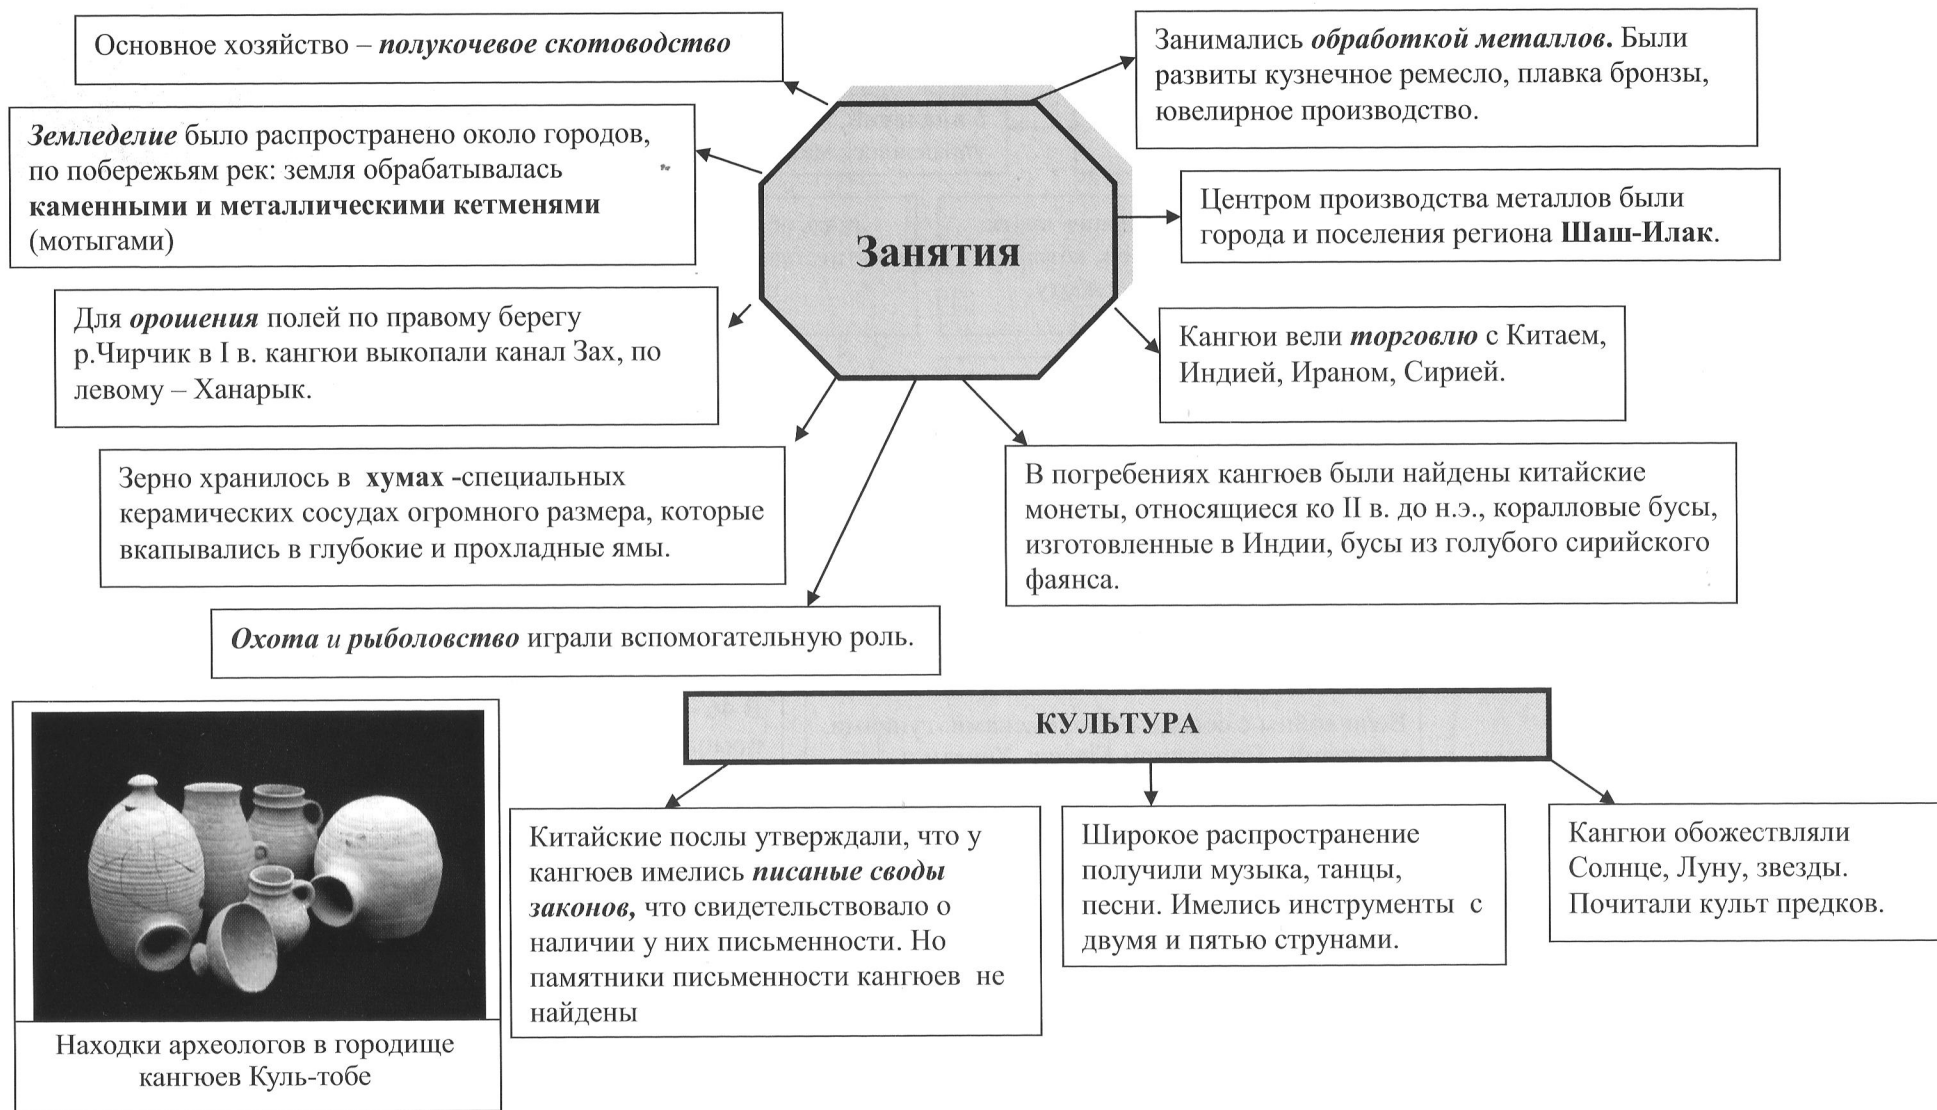 Основное хозяйство – полукочевое скотоводство
Занимались обработкой металлов. Были
развиты кузнечное ремесло, плавка бронзы,
ювелирное производство.
Земледелие было распространено около городов,
по побережьям рек: земля обрабатывалась
каменными и металлическими кетменями
(мотыгами)
Занятия
Центром производства металлов были
города и поселения региона Шаш-Илак.
Для орошения полей по правому берегу
р.Чирчик в I в. кангюи выкопали канал Зах, по
левому – Ханарык.
Кангюи вели торговлю с Китаем,
Индией, Ираном, Сирией.
Зерно хранилось в хумах -специальных
керамических сосудах огромного размера, которые
вкапывались в глубокие и прохладные ямы.
В погребениях кангюев были найдены китайские
монеты, относящиеся ко II в. до н.э., коралловые бусы,
изготовленные в Индии, бусы из голубого сирийского
фаянса.
Охота и рыболовство играли вспомогательную роль.
КУЛЬТУРА
Китайские послы утверждали, что у
кангюев имелись писаные своды
законов, что свидетельствовало о
наличии у них письменности. Но
памятники письменности кангюев не
найдены
Широкое распространение
получили музыка, танцы,
песни. Имелись инструменты с
двумя и пятью струнами.
Кангюи обожествляли
Солнце, Луну, звезды.
Почитали культ предков.
Находки археологов в городище
кангюев Куль-тобе